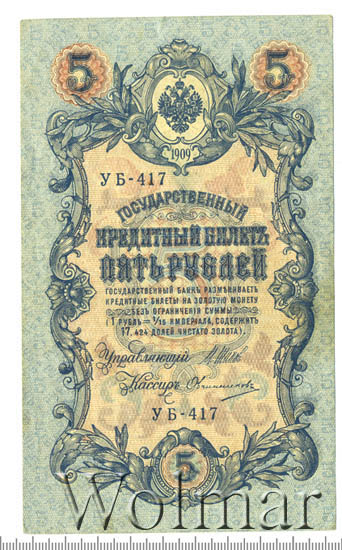 5 5
1909
УБ-417
ГОСУДАРСТВЕННЫЙ
КРЕДИТНЫЙ БИЛЕТЪ
ПЯТЬ РУБЛЕЙ
ГОСУДАРСТВЕННЫЙ БАНКЪ РАЗМѢНИВАЕТЪ
КРЕДИТНЫЕ БИЛЕТЫ НА ЗОЛОТУЮ МОНЕТУ
БЕЗЪ ОГРАНИЧЕНІЯ СУММЫ
(1 РУБЛЬ = 1/15 ИМПЕРІАЛА, СОДЕРЖИТЪ
17,424 ДОЛЕЙ ЧИСТАГО ЗОЛОТА).
Управляющій
Кассиръ Овчинниковъ
УБ-417
5
Wolmar